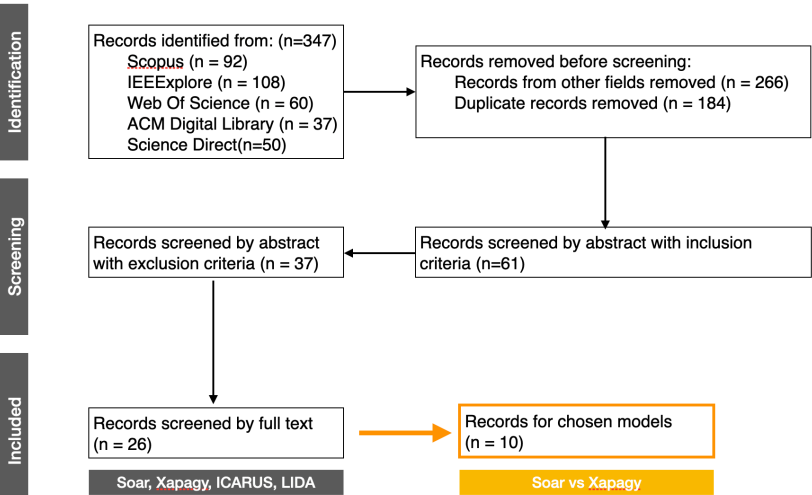 Identification
Records identified from: (n=347)
Scopus (n = 92)
IEEExplore (n = 108)
Web Of Science (n = 60)
ACM Digital Library (n = 37)
Science Direct(n=50)
Records removed before screening:
Records from other fields removed (n = 266)
Duplicate records removed (n = 184)
Screening
Records screened by abstract
with exclusion criteria (n = 37)
Records screened by abstract with inclusion
criteria (n=61)
Included
Records screened by full text
(n = 26)
Records for chosen models
(n = 10)
Soar, Xapagy, ICARUS, LIDA
Soar vs Xapagy